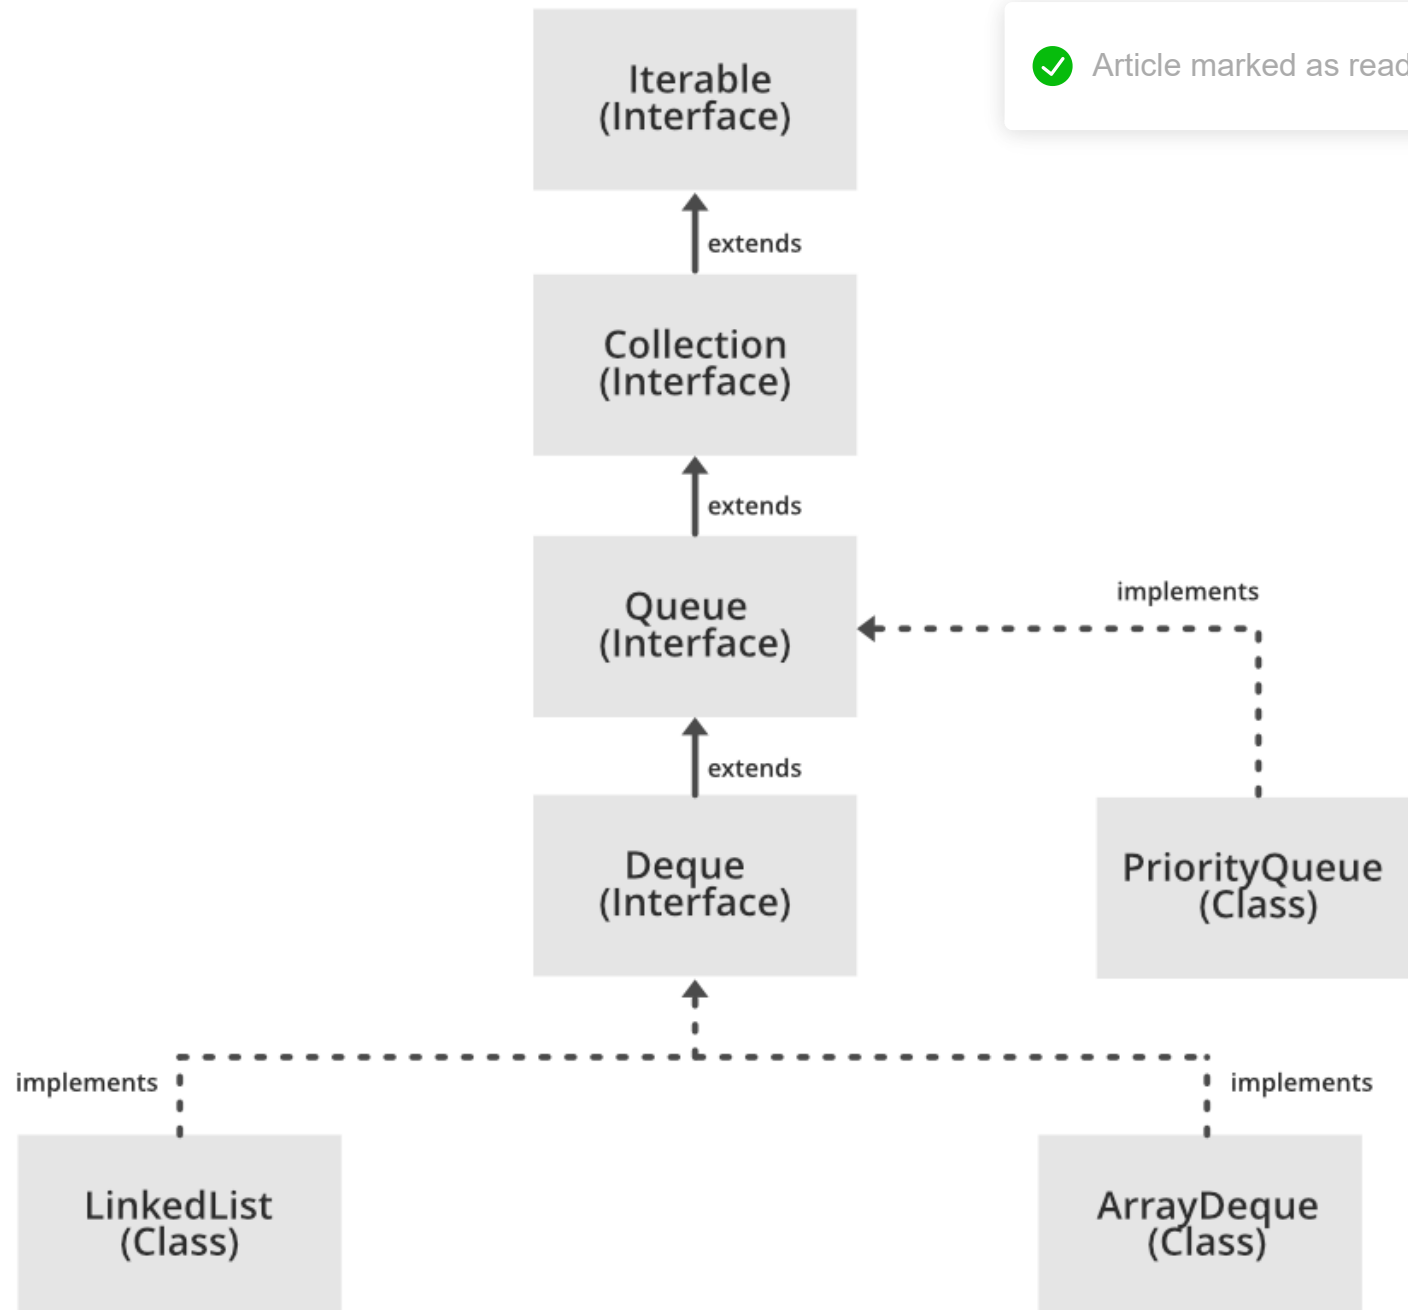 Iterable
(Interface)
Article marked as read
extends
Collection
(Interface)
extends
Queue
(Interface)
implements
extends
Deque
(Interface)
PriorityQueue
(Class)
implements
implements
LinkedList
(Class)
ArrayDeque
(Class)